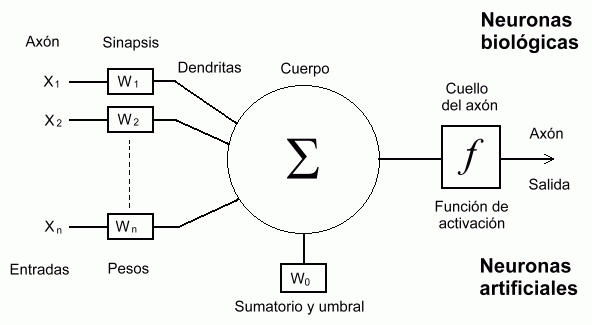 Neuronas
biológicas
Axón
Sinapsis
Dendritas
Cuerpo
Cuello
del axón
X1
W1
X2
W2
Σ
f
Axón
Salida
Xn
Wn
Función de
activación
Entradas
Pesos
W0
Sumatorio y umbral
Neuronas
artificiales